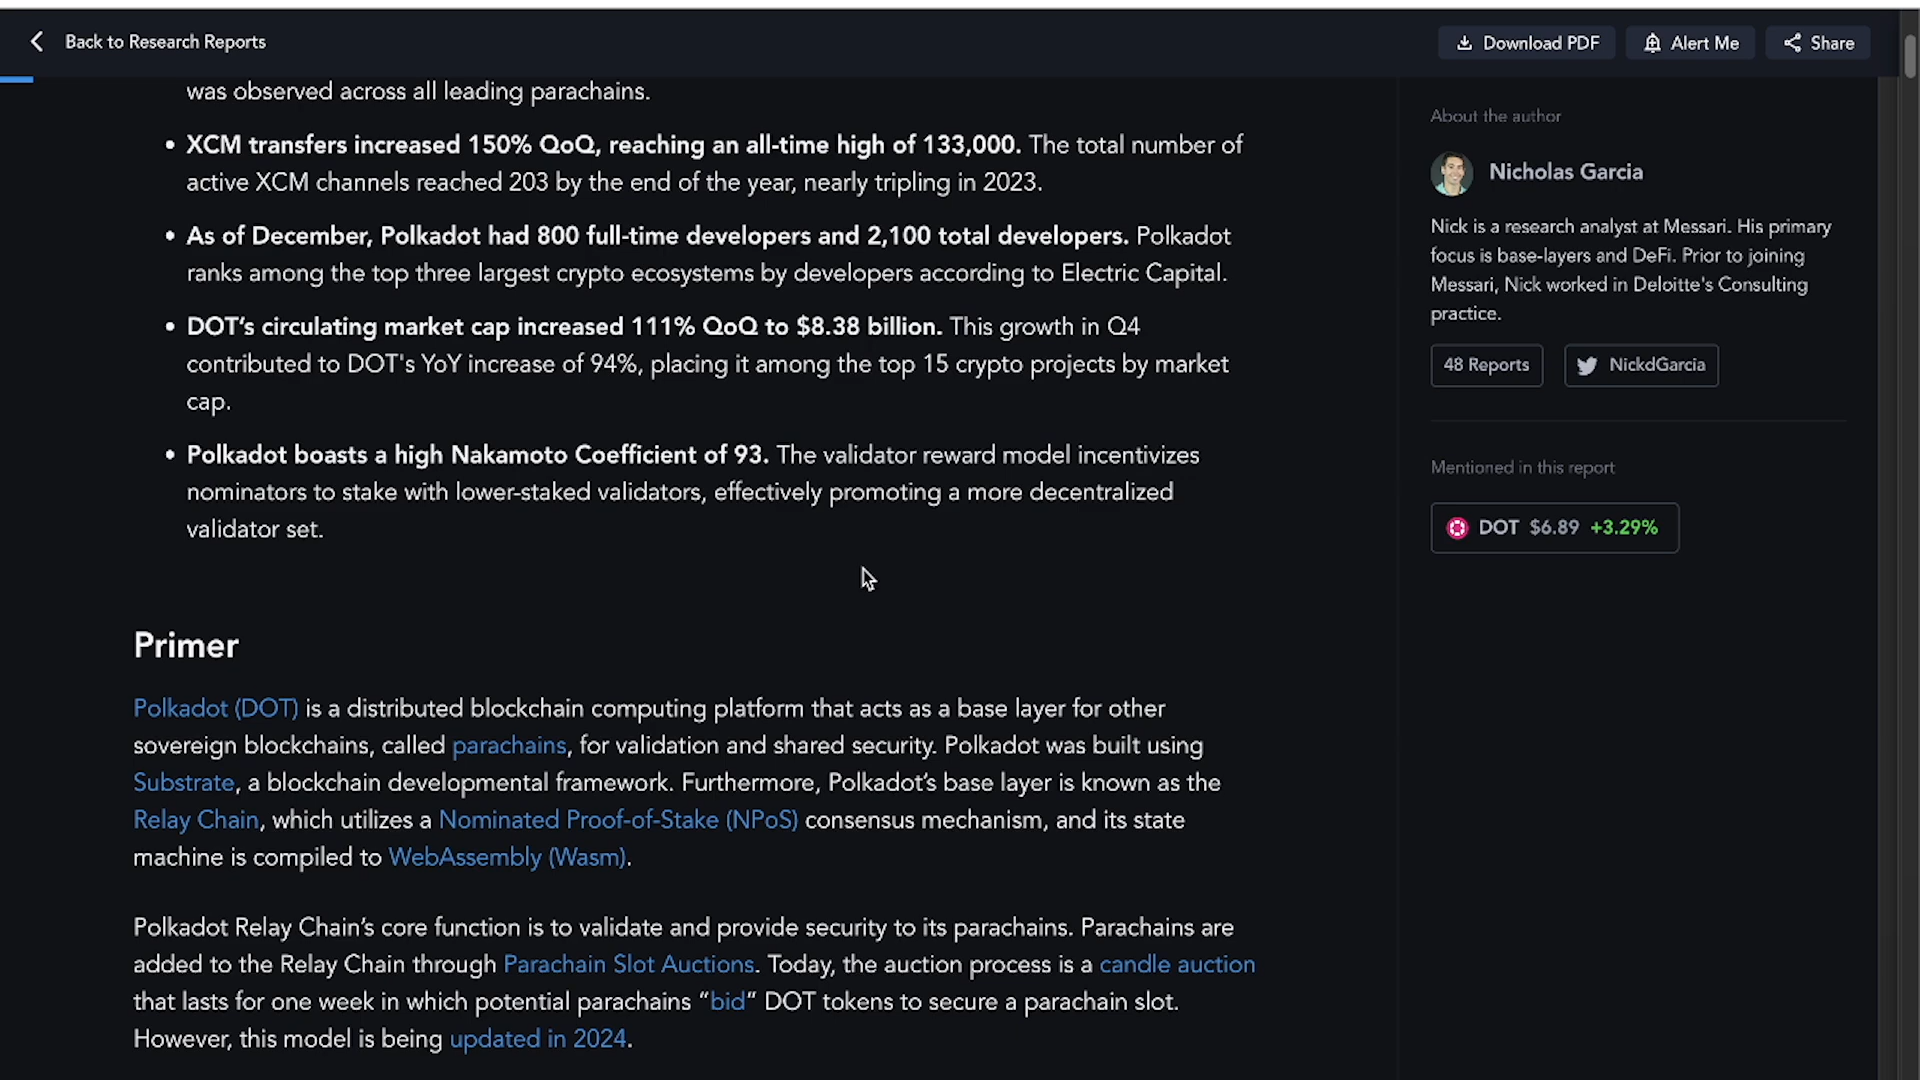 Back to Research Reports
Download PDF
Alert Me
Share
was observed across all leading parachains.
• XCM transfers increased 150% QoQ, reaching an all-time high of 133,000. The total number of
active XCM channels reached 203 by the end of the year, nearly tripling in 2023.
• As of December, Polkadot had 800 full-time developers and 2,100 total developers. Polkadot
ranks among the top three largest crypto ecosystems by developers according to Electric Capital.
• DOT’s circulating market cap increased 111% QoQ to $8.38 billion. This growth in Q4
contributed to DOT's YoY increase of 94%, placing it among the top 15 crypto projects by market
cap.
• Polkadot boasts a high Nakamoto Coefficient of 93. The validator reward model incentivizes
nominators to stake with lower-staked validators, effectively promoting a more decentralized
validator set.
Primer
Polkadot (DOT) is a distributed blockchain computing platform that acts as a base layer for other
sovereign blockchains, called parachains, for validation and shared security. Polkadot was built using
Substrate, a blockchain developmental framework. Furthermore, Polkadot’s base layer is known as the
Relay Chain, which utilizes a Nominated Proof-of-Stake (NPoS) consensus mechanism, and its state
machine is compiled to WebAssembly (Wasm).
Polkadot Relay Chain’s core function is to validate and provide security to its parachains. Parachains are
added to the Relay Chain through Parachain Slot Auctions. Today, the auction process is a candle auction
that lasts for one week in which potential parachains “bid” DOT tokens to secure a parachain slot.
However, this model is being updated in 2024.
About the author
Nicholas Garcia
Nick is a research analyst at Messari. His primary
focus is base-layers and DeFi. Prior to joining
Messari, Nick worked in Deloitte's Consulting
practice.
48 Reports
NickdGarcia
Mentioned in this report
DOT $6.89 +3.29%